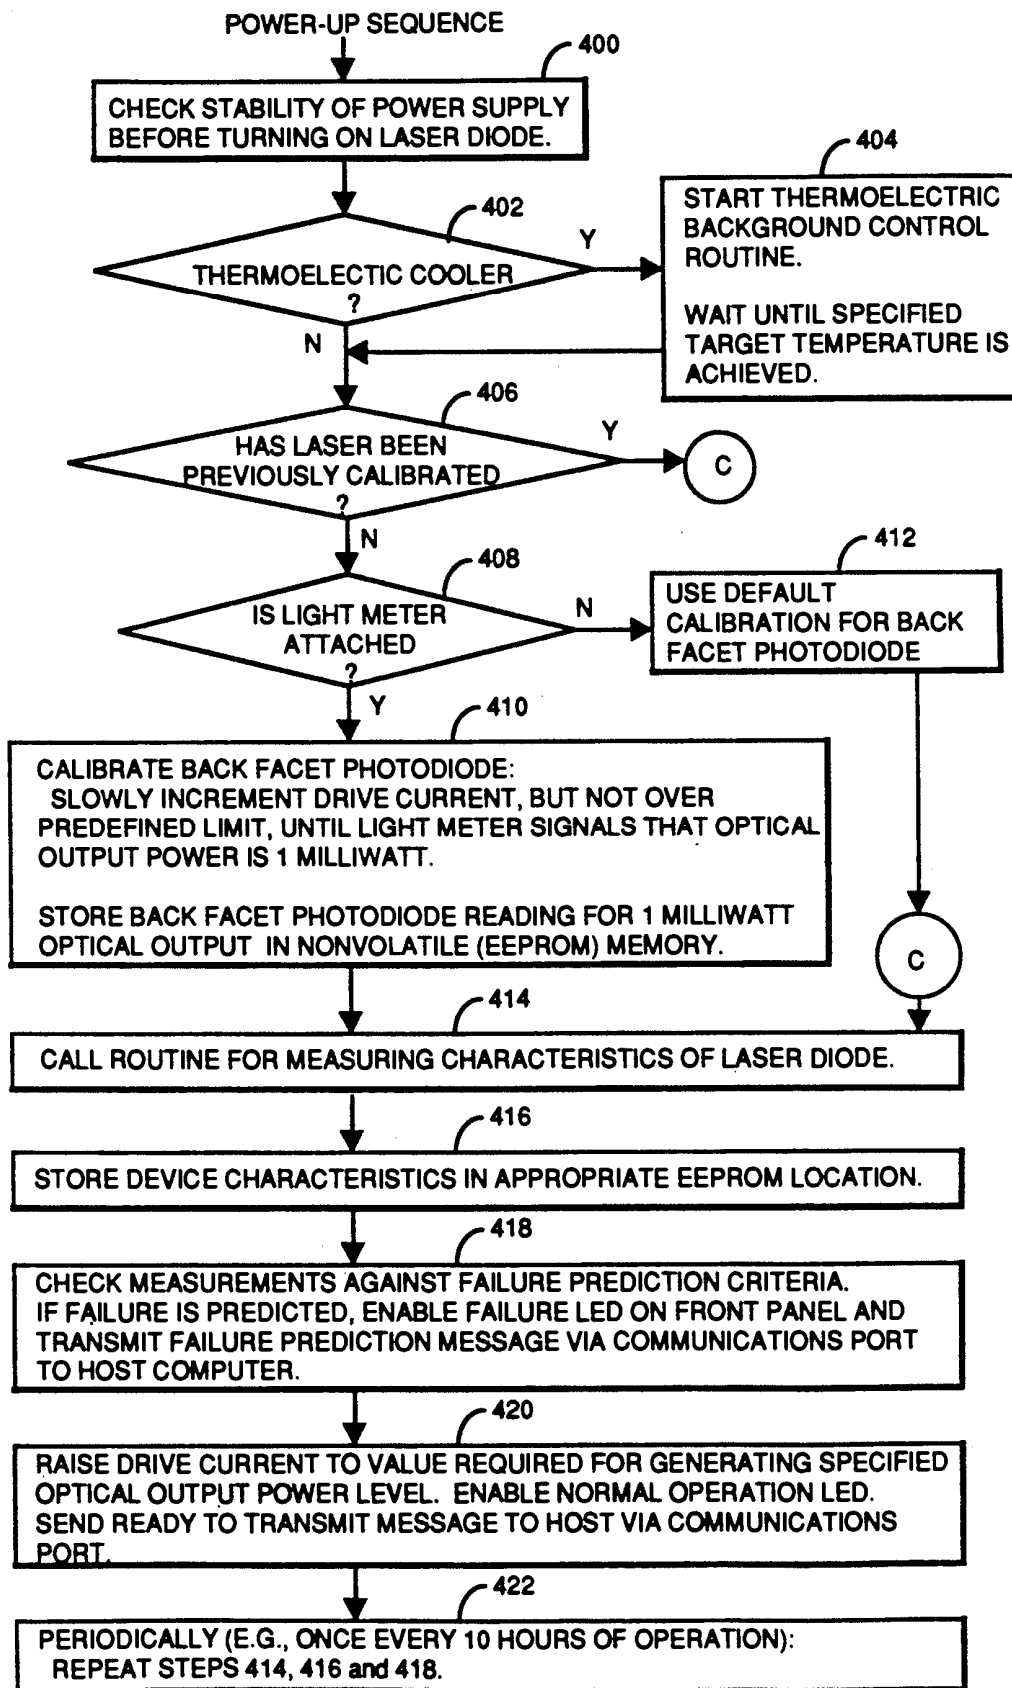 POWER-UP SEQUENCE
400
CHECK STABILITY OF POWER SUPPLY
BEFORE TURNING ON LASER DIODE.
402
THERMOELECTIC COOLER
?
Y
N
404
START THERMOELECTRIC
BACKGROUND CONTROL
ROUTINE.
WAIT UNTIL SPECIFIED
TARGET TEMPERATURE IS
ACHIEVED.
406
HAS LASER BEEN
PREVIOUSLY CALIBRATED
?
Y
C
N
408
IS LIGHT METER
ATTACHED
?
N
Y
412
USE DEFAULT
CALIBRATION FOR BACK
FACET PHOTODIODE
410
CALIBRATE BACK FACET PHOTODIODE:
SLOWLY INCREMENT DRIVE CURRENT, BUT NOT OVER
PREDEFINED LIMIT, UNTIL LIGHT METER SIGNALS THAT OPTICAL
OUTPUT POWER IS 1 MILLIWATT.
STORE BACK FACET PHOTODIODE READING FOR 1 MILLIWATT
OPTICAL OUTPUT IN NONVOLATILE (EEPROM) MEMORY.
C
414
CALL ROUTINE FOR MEASURING CHARACTERISTICS OF LASER DIODE.
416
STORE DEVICE CHARACTERISTICS IN APPROPRIATE EEPROM LOCATION.
418
CHECK MEASUREMENTS AGAINST FAILURE PREDICTION CRITERIA.
IF FAILURE IS PREDICTED, ENABLE FAILURE LED ON FRONT PANEL AND
TRANSMIT FAILURE PREDICTION MESSAGE VIA COMMUNICATIONS PORT
TO HOST COMPUTER.
420
RAISE DRIVE CURRENT TO VALUE REQUIRED FOR GENERATING SPECIFIED
OPTICAL OUTPUT POWER LEVEL. ENABLE NORMAL OPERATION LED.
SEND READY TO TRANSMIT MESSAGE TO HOST VIA COMMUNICATIONS
PORT.
422
PERIODICALLY (E.G., ONCE EVERY 10 HOURS OF OPERATION):
REPEAT STEPS 414, 416 and 418.